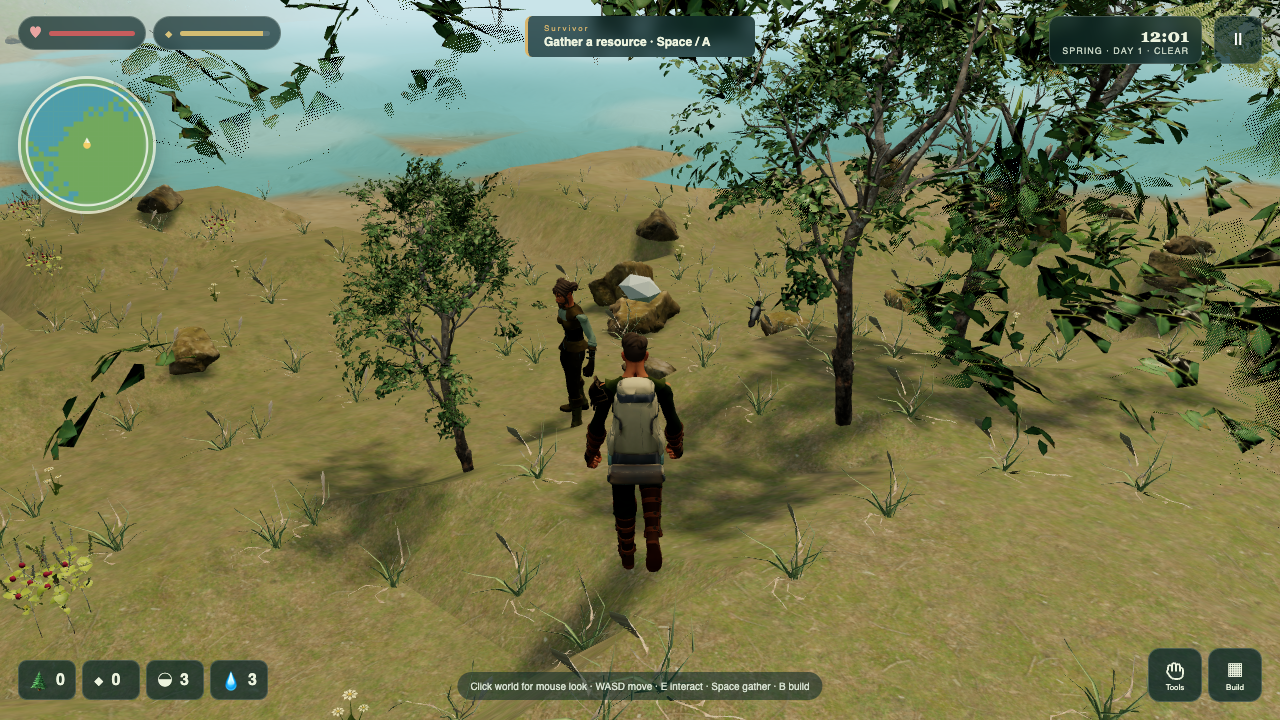 Survivor
Gather a resource · Space / A
12:01
SPRING · DAY 1 · CLEAR
0
0
3
3
Click world for mouse look · WASD move · E interact · Space gather · B build
Tools
Build